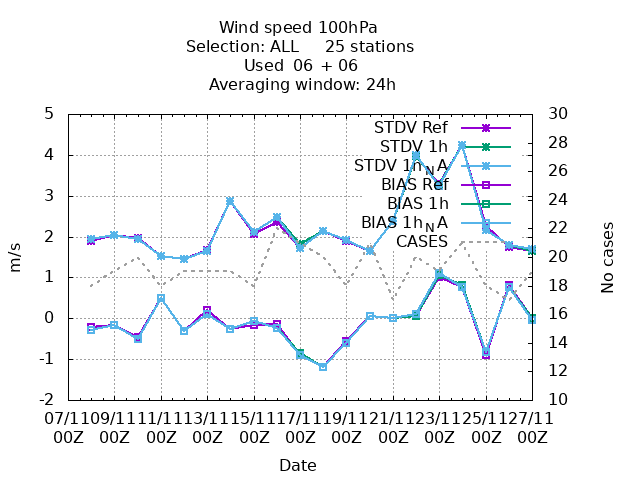 Wind speed 100hPa
Selection: ALL 25 stations
Used 06 + 06
Averaging window: 24h
5
4
3
2
1
0
-1
-2
m/s
30
28
26
24
22
20
18
16
14
12
10
No cases
STDV Ref
STDV 1h
STDV 1h_NA
BIAS Ref
BIAS 1h
BIAS 1h_NA
CASES
07/11 09/11 11/11 13/11 15/11 17/11 19/11 21/11 23/11 25/11 27/11
00Z 00Z 00Z 00Z 00Z 00Z 00Z 00Z 00Z 00Z 00Z
Date